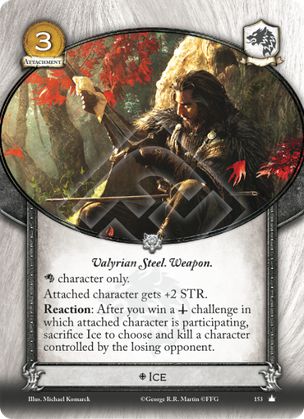 3
ATTACHMENT
Valyrian Steel. Weapon.
character only.
Attached character gets +2 STR.
Reaction: After you win a challenge in
which attached character is participating,
sacrifice Ice to choose and kill a character
controlled by the losing opponent.
ICE
Illus. Michael Komarck ©George R.R. Martin ©FFG 153